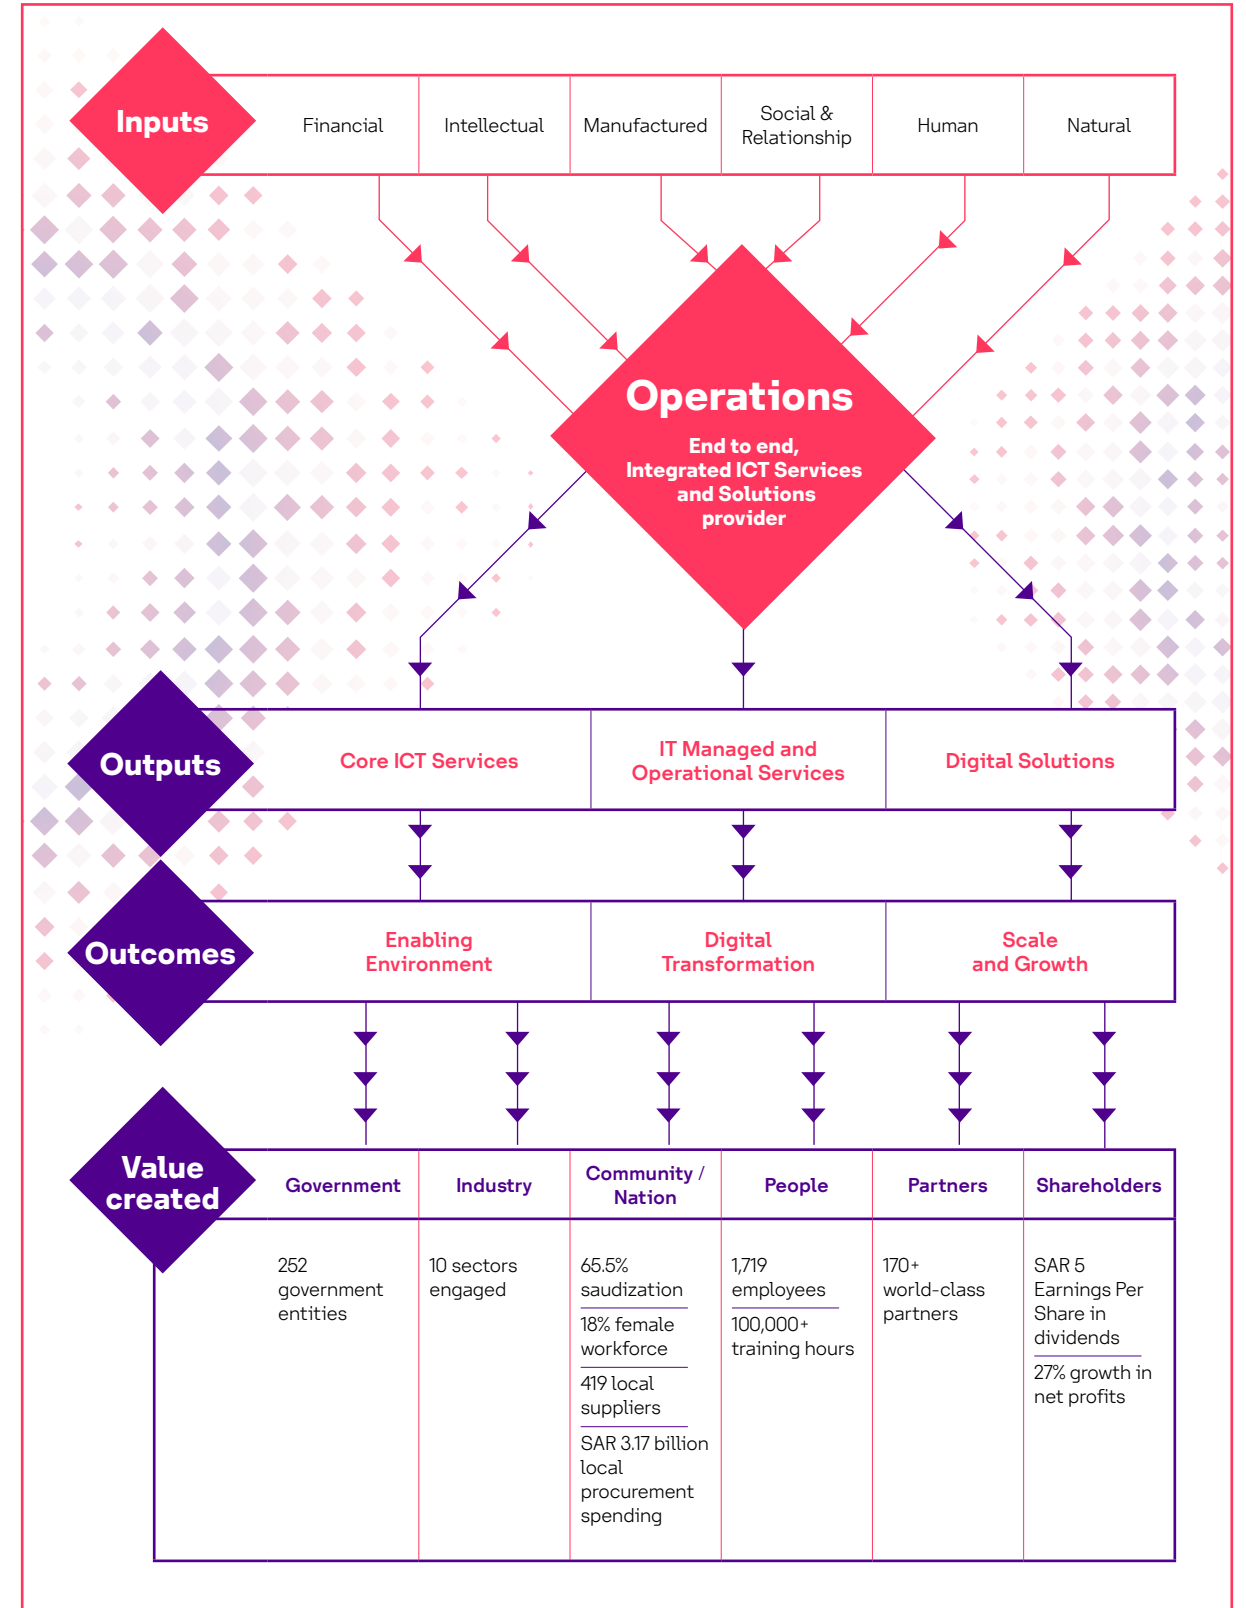 Inputs
Financial
Intellectual
Manufactured
Social &
Relationship
Human
Natural
Operations
End to end,
Integrated ICT Services
and Solutions
provider
Outputs
Core ICT Services
IT Managed and
Operational Services
Digital Solutions
Outcomes
Enabling
Environment
Digital
Transformation
Scale
and Growth
Value
created
Government
Industry
Community /
Nation
People
Partners
Shareholders
252
government
entities
10 sectors
engaged
65.5%
saudization
18% female
workforce
419 local
suppliers
SAR 3.17 billion
local
procurement
spending
1,719
employees
100,000+
training hours
170+
world-class
partners
SAR 5
Earnings Per
Share in
dividends
27% growth in
net profits